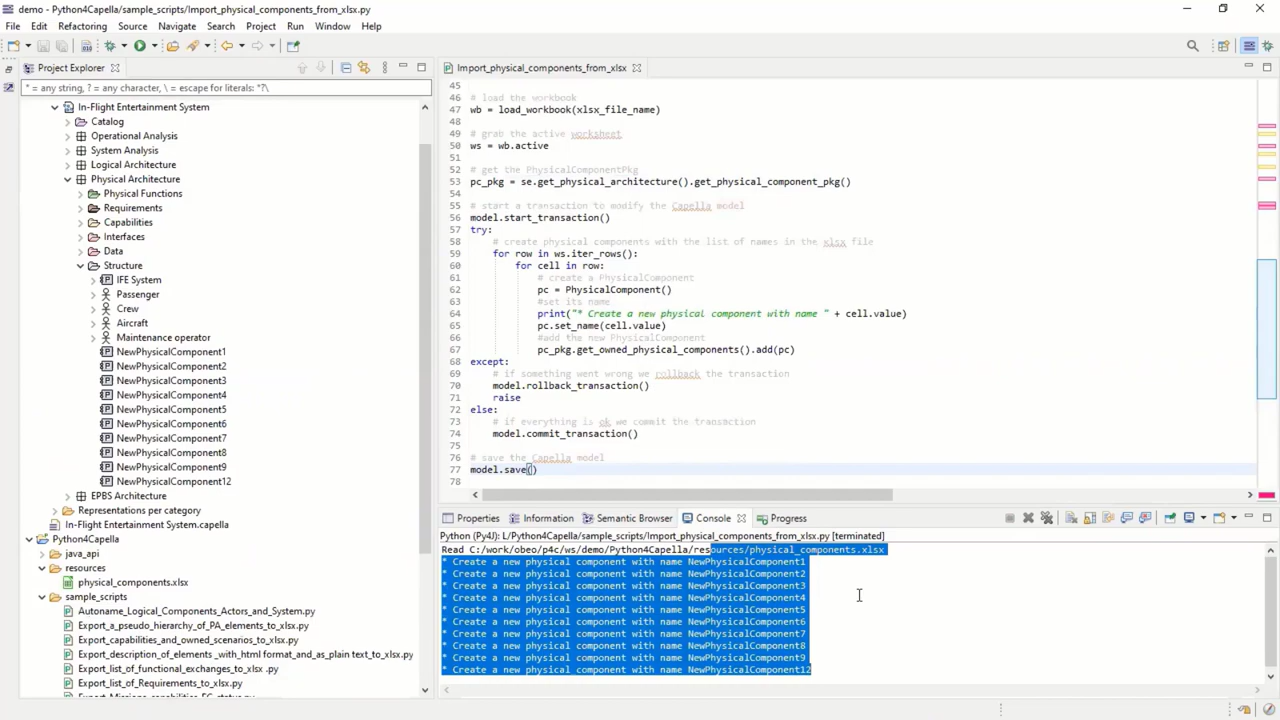 demo - Python4Capella/sample_scripts/Import_physical_components_from_xlsx.py
File Edit Refactoring Source Navigate Search Project Run Window Help
Project Explorer
* = any string, ? = any character, \ = escape for literals: *?\
In-Flight Entertainment System
Catalog
Operational Analysis
System Analysis
Logical Architecture
Physical Architecture
Physical Functions
Requirements
Capabilities
Interfaces
Data
Structure
IFE System
Passenger
Crew
Aircraft
Maintenance operator
NewPhysicalComponent1
NewPhysicalComponent2
NewPhysicalComponent3
NewPhysicalComponent4
NewPhysicalComponent5
NewPhysicalComponent6
NewPhysicalComponent7
NewPhysicalComponent8
NewPhysicalComponent9
NewPhysicalComponent12
EPBS Architecture
Representations per category
In-Flight Entertainment System.capella
Python4Capella
java_api
resources
physical_components.xlsx
sample_scripts
Autoname_Logical_Components_Actors_and_System.py
Export_a_pseudo_hierarchy_of_PA_elements_to_xlsx.py
Export_capabilities_and_owned_scenarios_to_xlsx.py
Export_description_of_elements _with_html format_and_as_plain text_to_xlsx.py
Export_list_of_functional_exchanges_to_xlsx .py
Export_list_of_Requirements_to_xlsx.py
Import_physical_components_from_xlsx
45
46 # load the workbook
47 wb = load_workbook(xlsx_file_name)
48
49 # grab the active worksheet
50 ws = wb.active
51
52 # get the PhysicalComponentPkg
53 pc_pkg = se.get_physical_architecture().get_physical_component_pkg()
54
55 # start a transaction to modify the Capella model
56 model.start_transaction()
57 try:
58 # create physical components with the list of names in the xlsx file
59 for row in ws.iter_rows():
60 for cell in row:
61 # create a PhysicalComponent
62 pc = PhysicalComponent()
63 #set its name
64 print("* Create a new physical component with name " + cell.value)
65 pc.set_name(cell.value)
66 #add the new PhysicalComponent
67 pc_pkg.get_owned_physical_components().add(pc)
68 except:
69 # if something went wrong we rollback the transaction
70 model.rollback_transaction()
71 raise
72 else:
73 # if everything is ok we commit the transaction
74 model.commit_transaction()
75
76 # save the Capella model
77 model.save()
78
Properties Information Semantic Browser Console Progress
Python (Py4J): L/Python4Capella/sample_scripts/Import_physical_components_from_xlsx.py [terminated]
Read C:/work/obeo/p4c/ws/demo/Python4Capella/resources/physical_components.xlsx
* Create a new physical component with name NewPhysicalComponent1
* Create a new physical component with name NewPhysicalComponent2
* Create a new physical component with name NewPhysicalComponent3
* Create a new physical component with name NewPhysicalComponent4
* Create a new physical component with name NewPhysicalComponent5
* Create a new physical component with name NewPhysicalComponent6
* Create a new physical component with name NewPhysicalComponent7
* Create a new physical component with name NewPhysicalComponent8
* Create a new physical component with name NewPhysicalComponent9
* Create a new physical component with name NewPhysicalComponent12